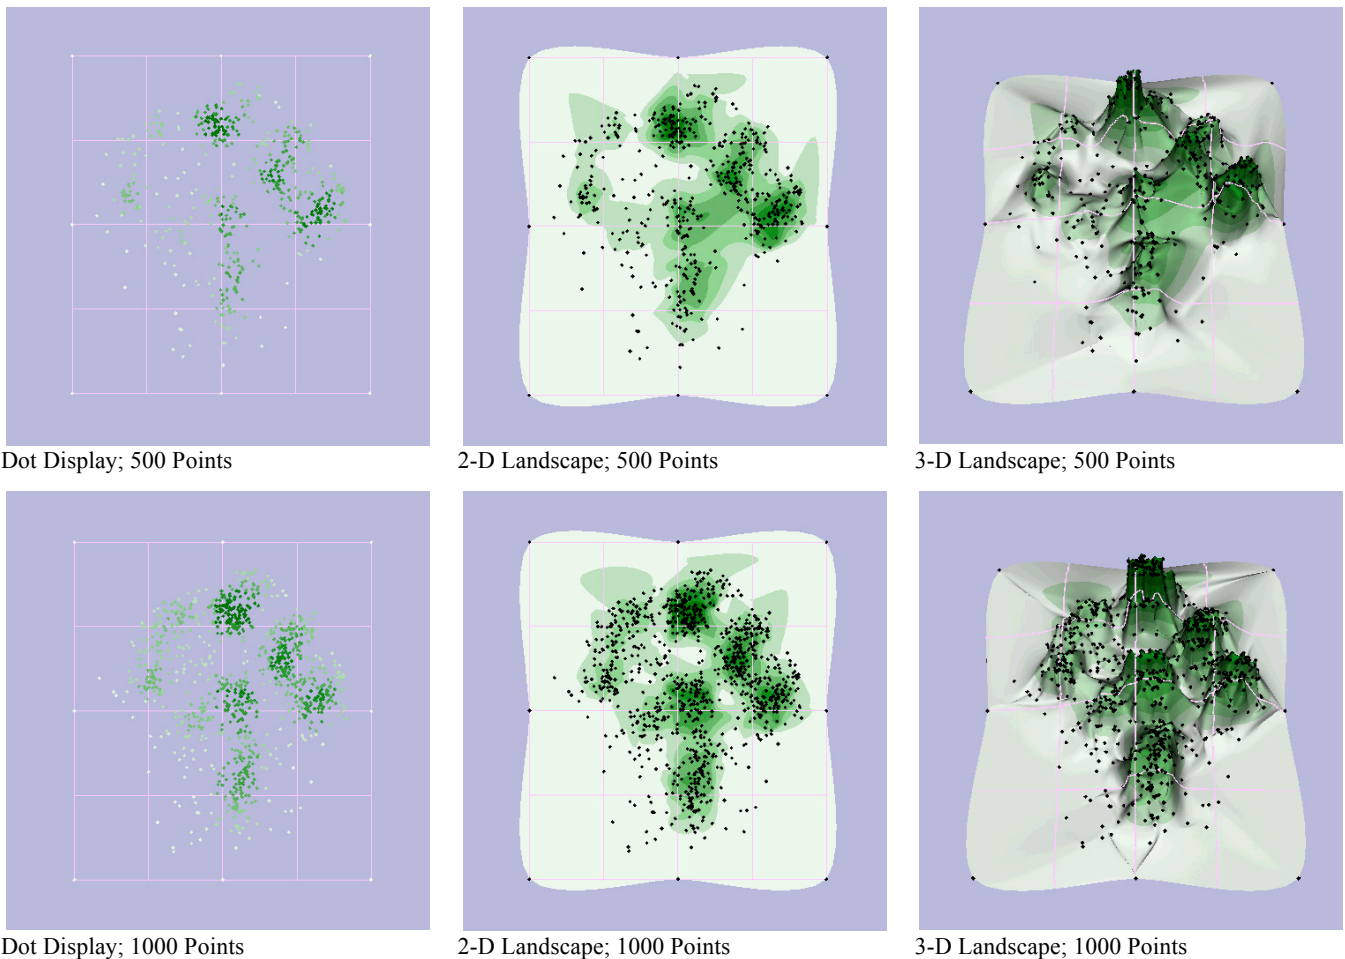 Dot Display; 500 Points
2-D Landscape; 500 Points
3-D Landscape; 500 Points
Dot Display; 1000 Points
2-D Landscape; 1000 Points
3-D Landscape; 1000 Points